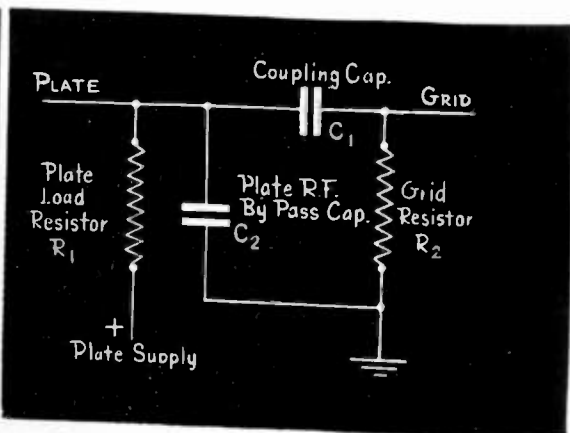 Coupling Cap.
PLATE
GRID
C1
Plate
Load
Resistor
R1
Plate R.F.
By Pass Cap.
C2
Grid
Resistor
R2
+
Plate Supply